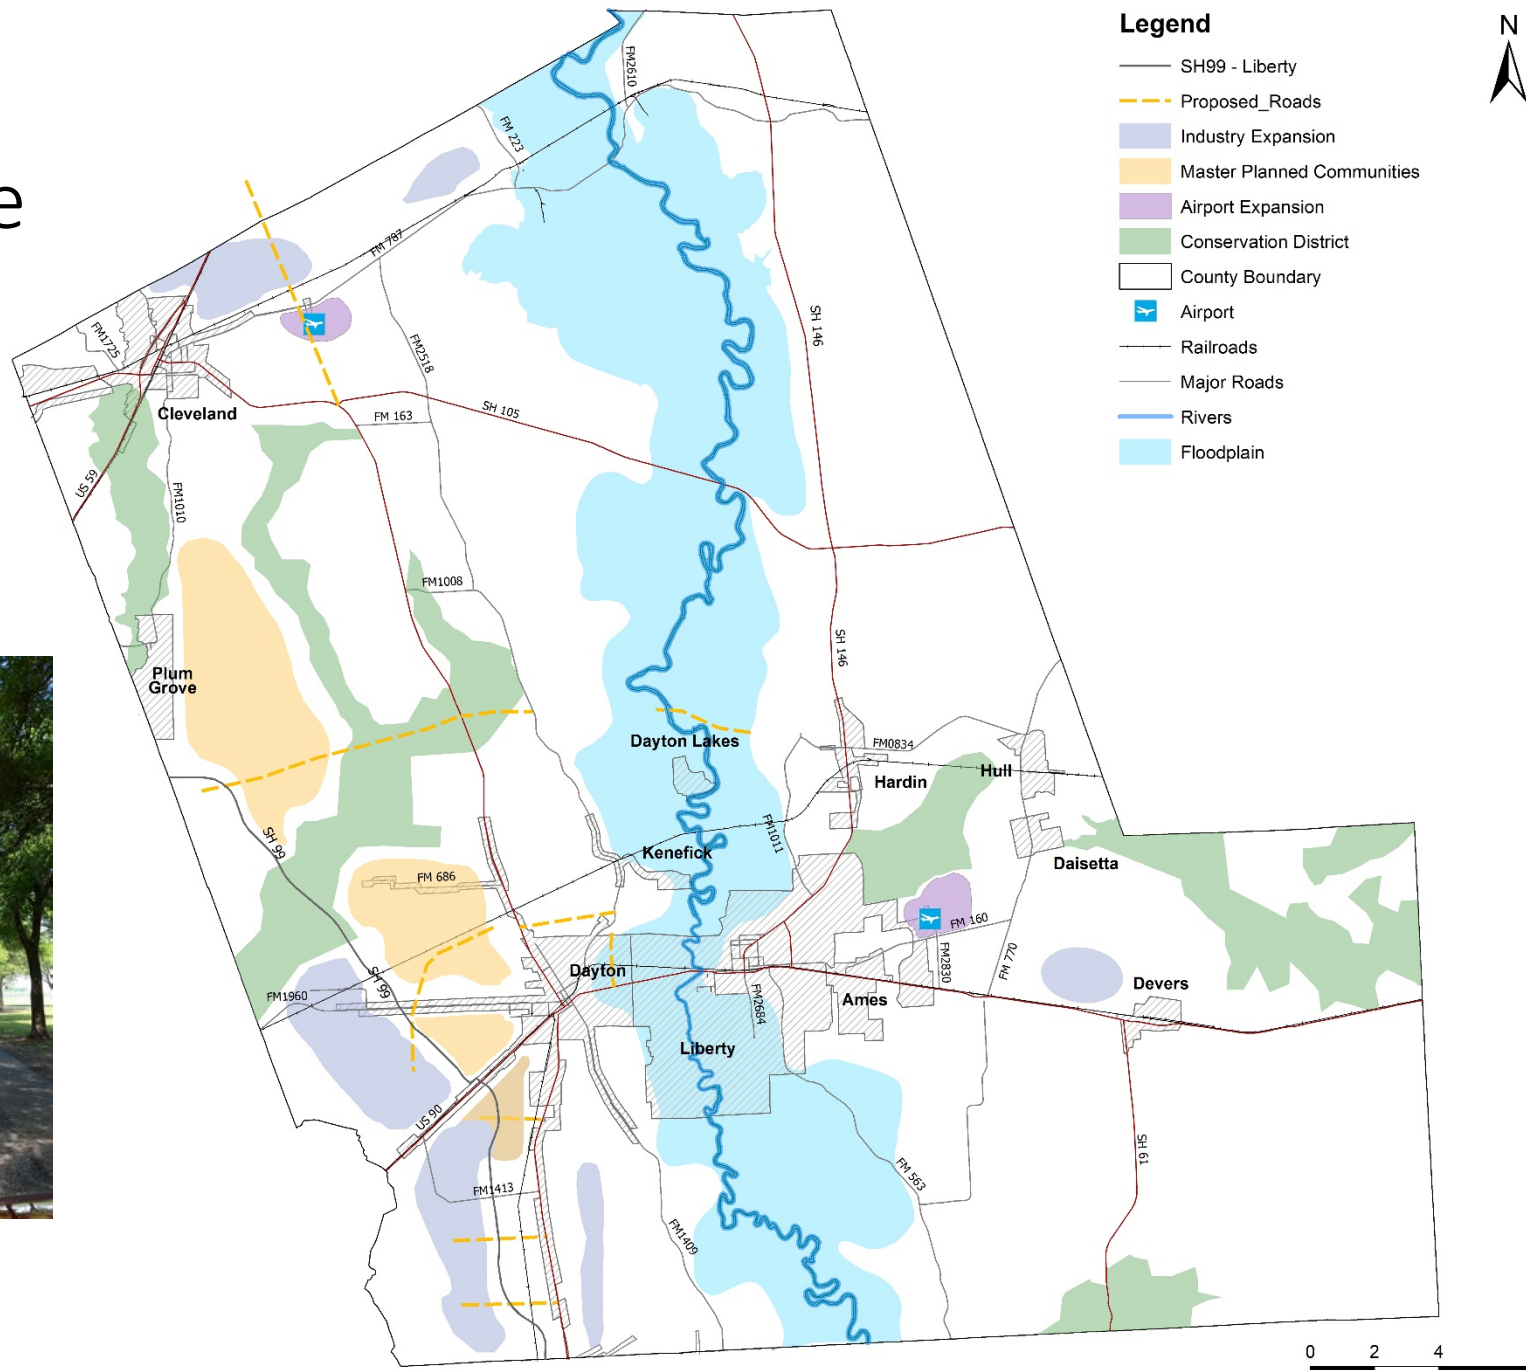 e
Legend
N
SH99 - Liberty
Proposed_Roads
Industry Expansion
Master Planned Communities
Airport Expansion
Conservation District
County Boundary
Airport
Railroads
Major Roads
Rivers
Floodplain
FM2610
FM 223
FM 787
SH 146
FM1725
FM2518
Cleveland
FM 163
SH 105
US 59
FM1010
FM1008
SH 146
Plum
Grove
Dayton Lakes
FM0834
Hull
Hardin
SH 99
FM1011
Kenefick
Daisetta
FM 686
FM 160
Dayton
SH 99
FM2830
FM 770
FM1960
Devers
FM2684
Ames
Liberty
US 90
SH 61
FM 563
FM1413
FM1409
0 2 4